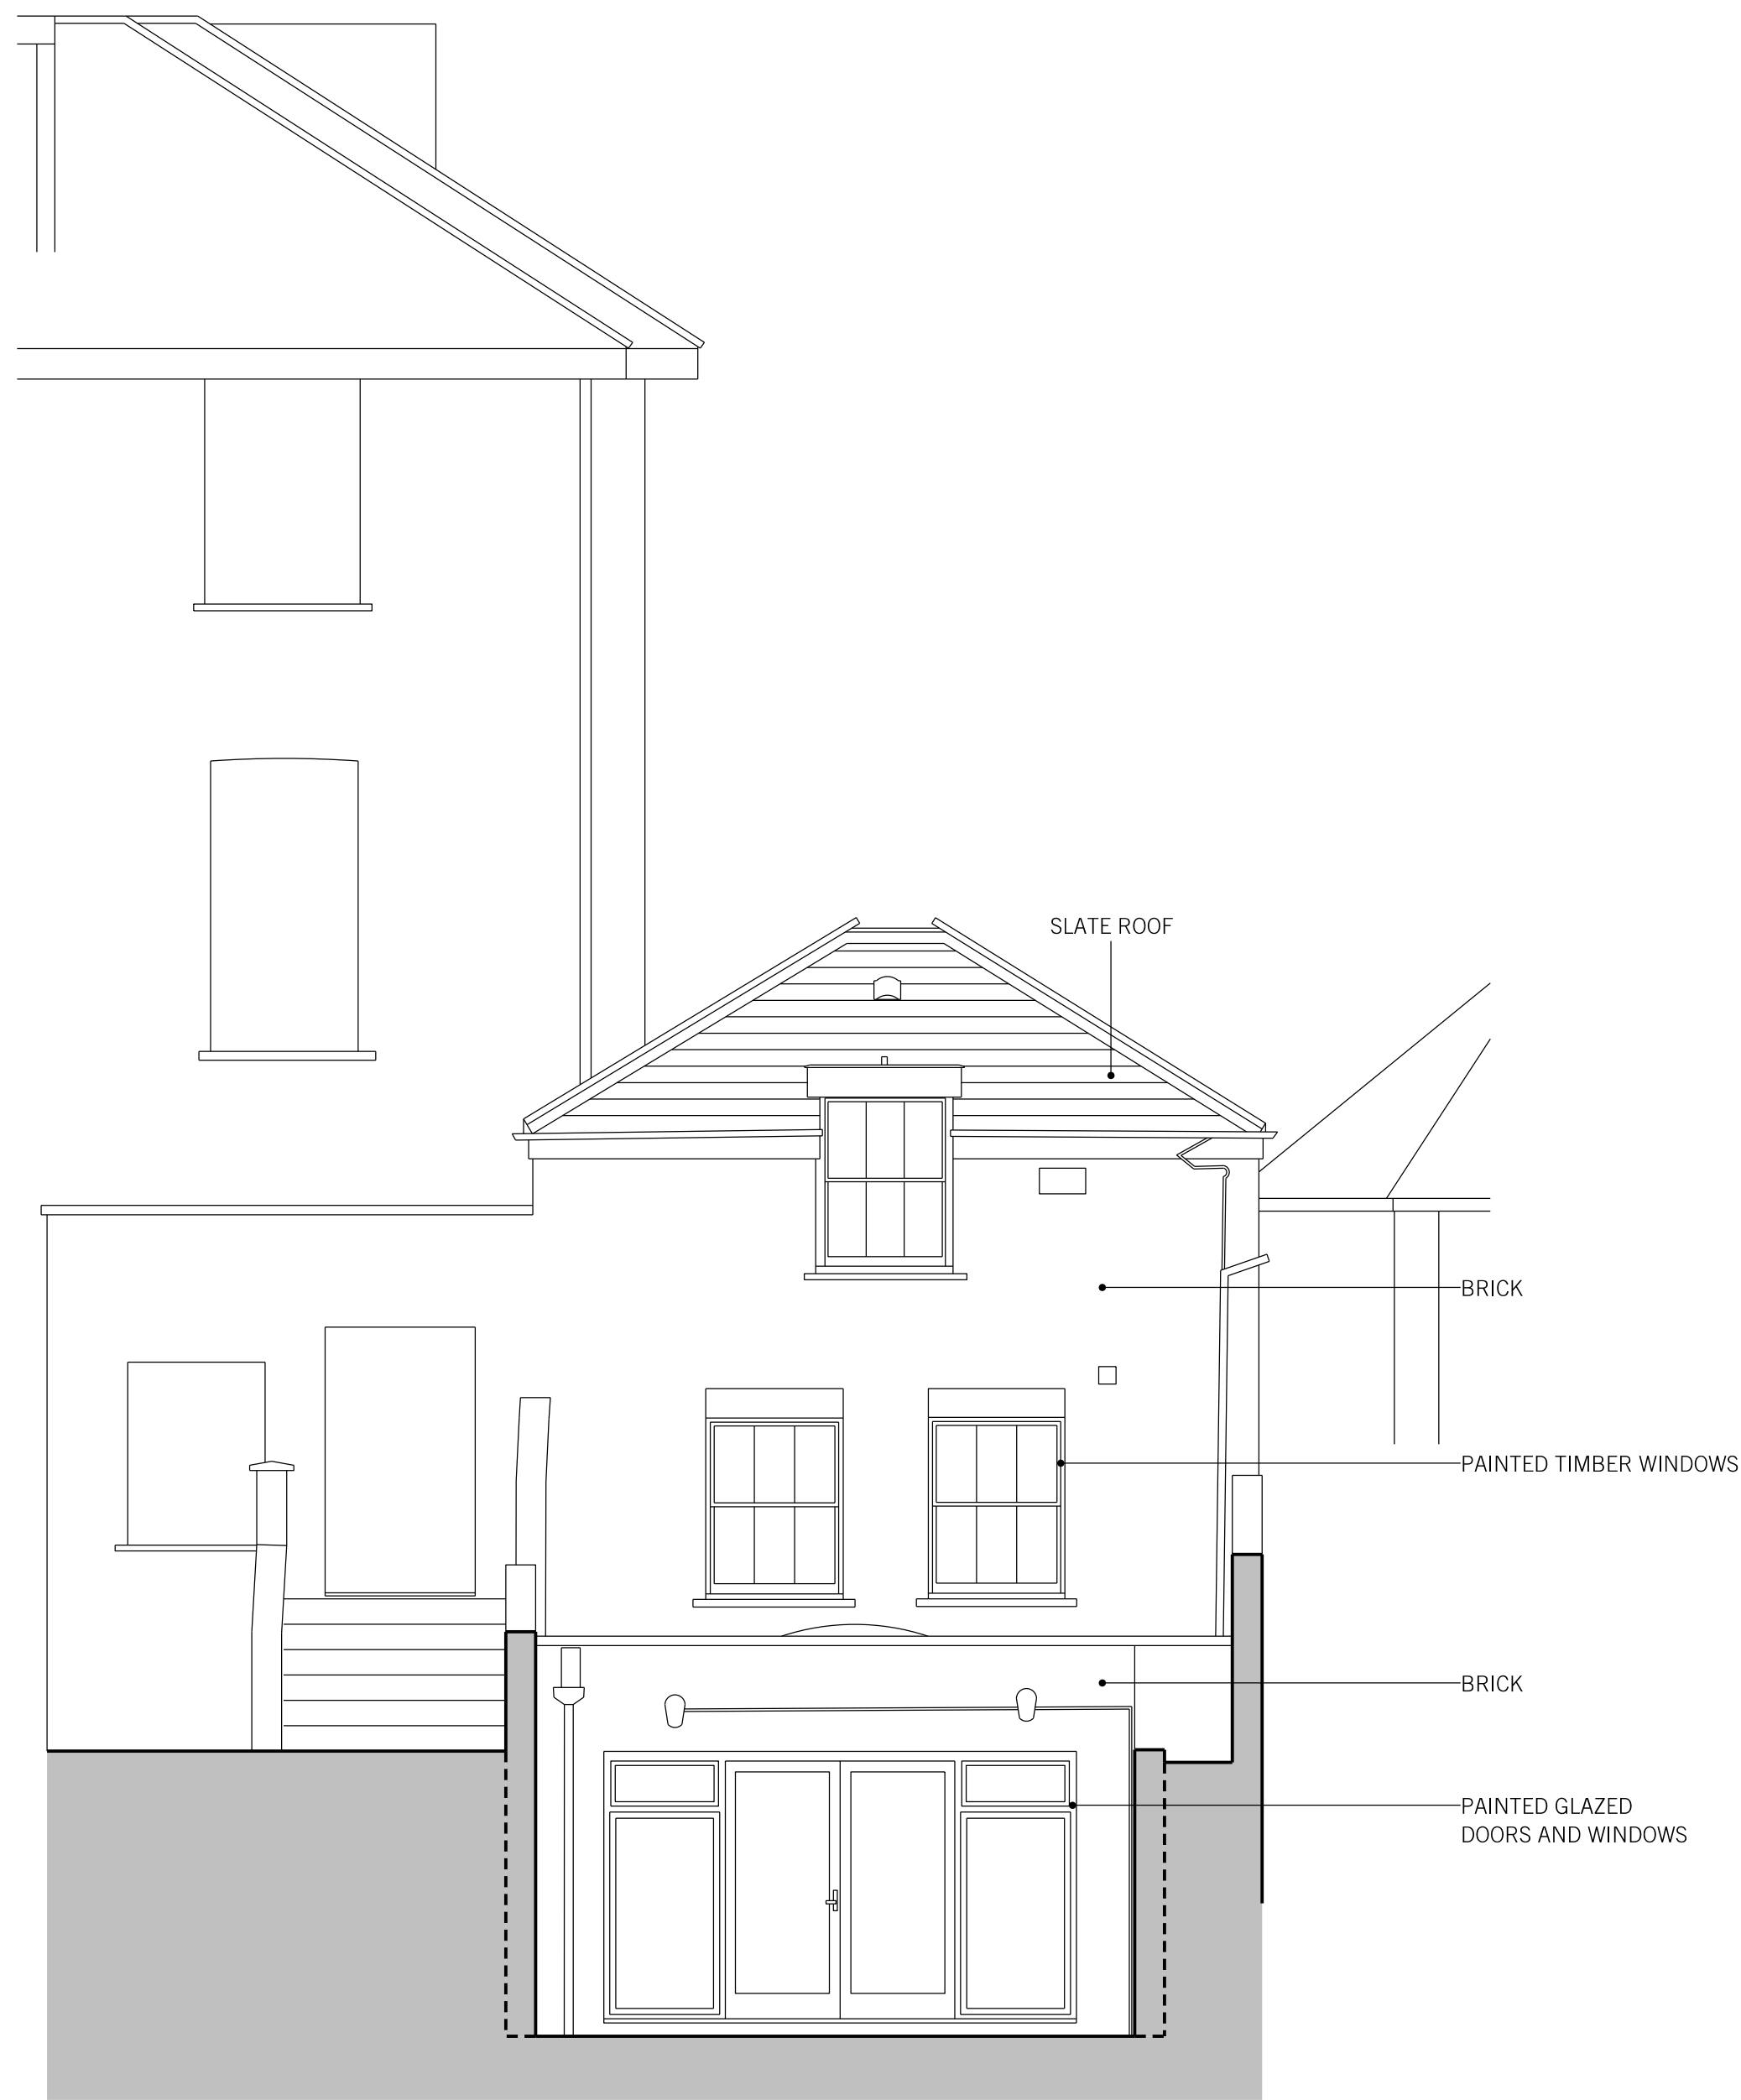 SLATE ROOF
BRICK
PAINTED TIMBER WINDOWS
BRICK
PAINTED GLAZED
DOORS AND WINDOWS